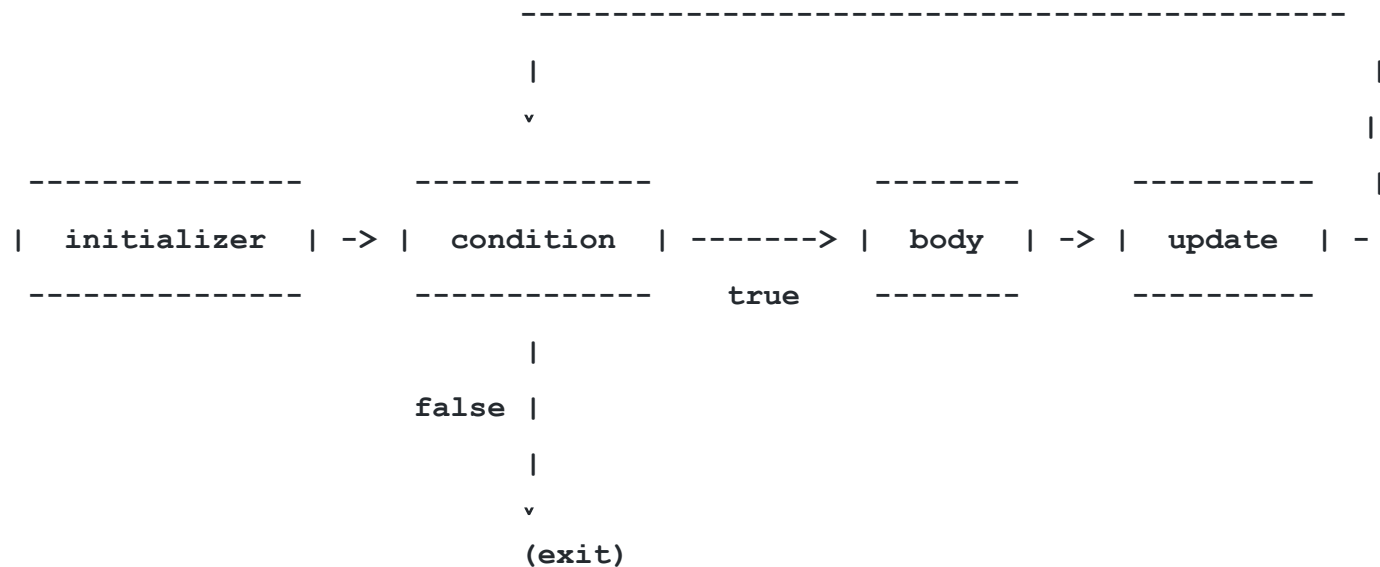 ---------------------------------------------
| |
v |
--------------- ------------- -------- ---------- |
| initializer | -> | condition | -------> | body | -> | update | -
--------------- ------------- true -------- ----------
|
false |
|
v
(exit)